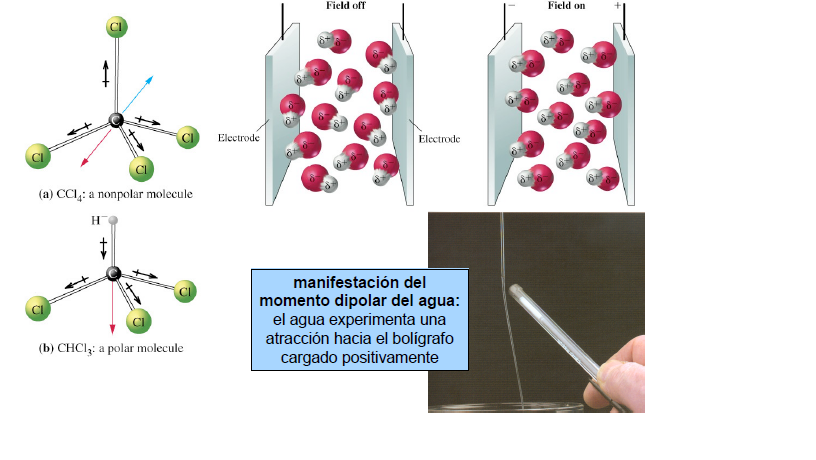 Cl
Cl
Cl
Cl
C
(a) CCl4: a nonpolar molecule
H
C
Cl
Cl
Cl
(b) CHCl3: a polar molecule
Field off
Electrode
Electrode
δ+ δ−
δ− δ+
δ+ δ−
δ− δ+
δ− δ+
δ− δ+
δ− δ+
δ− δ+
δ− δ+
δ+ δ−
δ− δ+
δ− δ+
Field on
− +
δ+ δ−
δ+ δ−
δ+ δ−
δ+ δ−
δ+ δ−
δ+ δ−
δ+ δ−
δ+ δ−
δ+ δ−
δ+ δ−
δ+ δ−
δ+ δ−
manifestación del
momento dipolar del agua:
el agua experimenta una
atracción hacia el bolígrafo
cargado positivamente